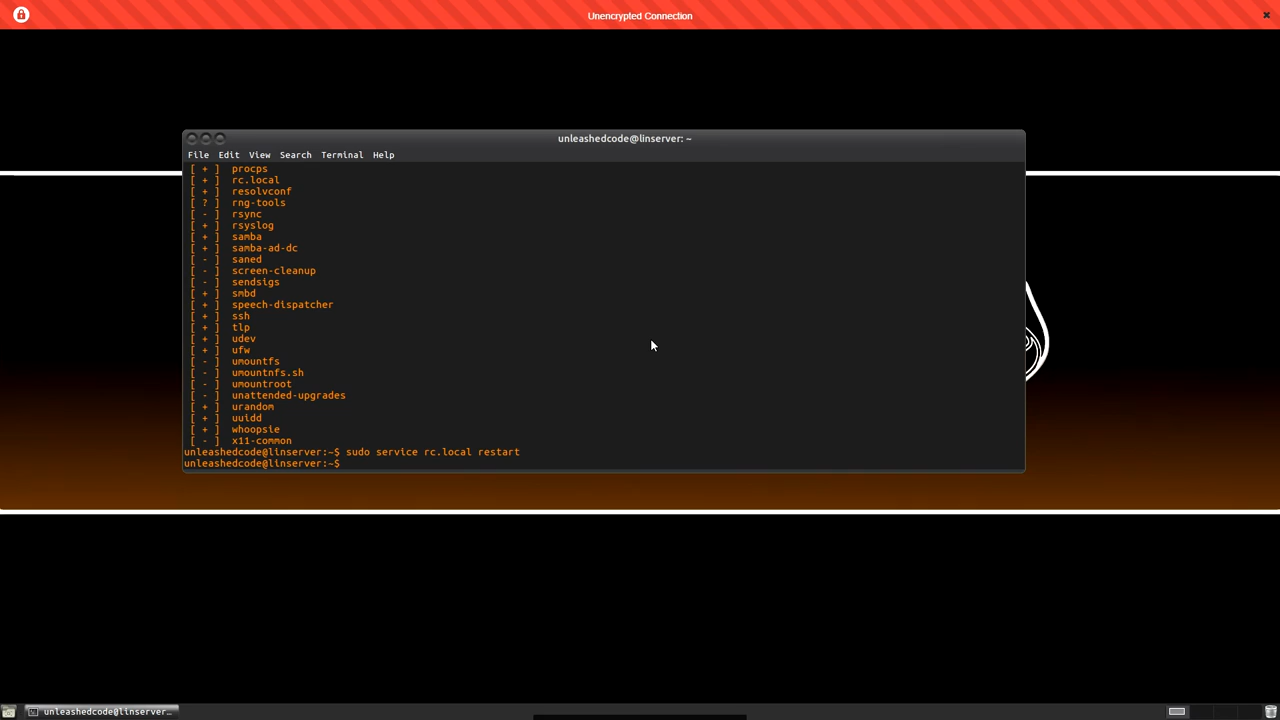 Unencrypted Connection
unleashedcode@linserver: ~
File Edit View Search Terminal Help
[ + ] procps
[ + ] rc.local
[ + ] resolvconf
[ ? ] rng-tools
[ - ] rsync
[ + ] rsyslog
[ + ] samba
[ + ] samba-ad-dc
[ - ] saned
[ - ] screen-cleanup
[ - ] sendsigs
[ + ] smbd
[ + ] speech-dispatcher
[ + ] ssh
[ + ] tlp
[ + ] udev
[ + ] ufw
[ - ] umountfs
[ - ] umountnfs.sh
[ - ] umountroot
[ - ] unattended-upgrades
[ + ] urandom
[ + ] uuidd
[ + ] whoopsie
[ - ] x11-common
unleashedcode@linserver:~$ sudo service rc.local restart
unleashedcode@linserver:~$
unleashedcode@linserver...